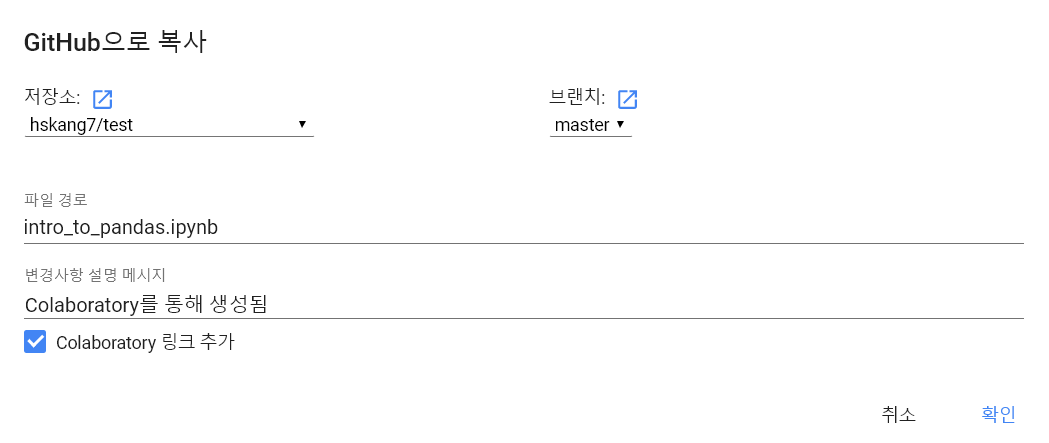 GitHub으로 복사
저장소: 브랜치:
hskang7/test master
파일 경로
intro_to_pandas.ipynb
변경사항 설명 메시지
Colaboratory를 통해 생성됨
Colaboratory 링크 추가
취소 확인